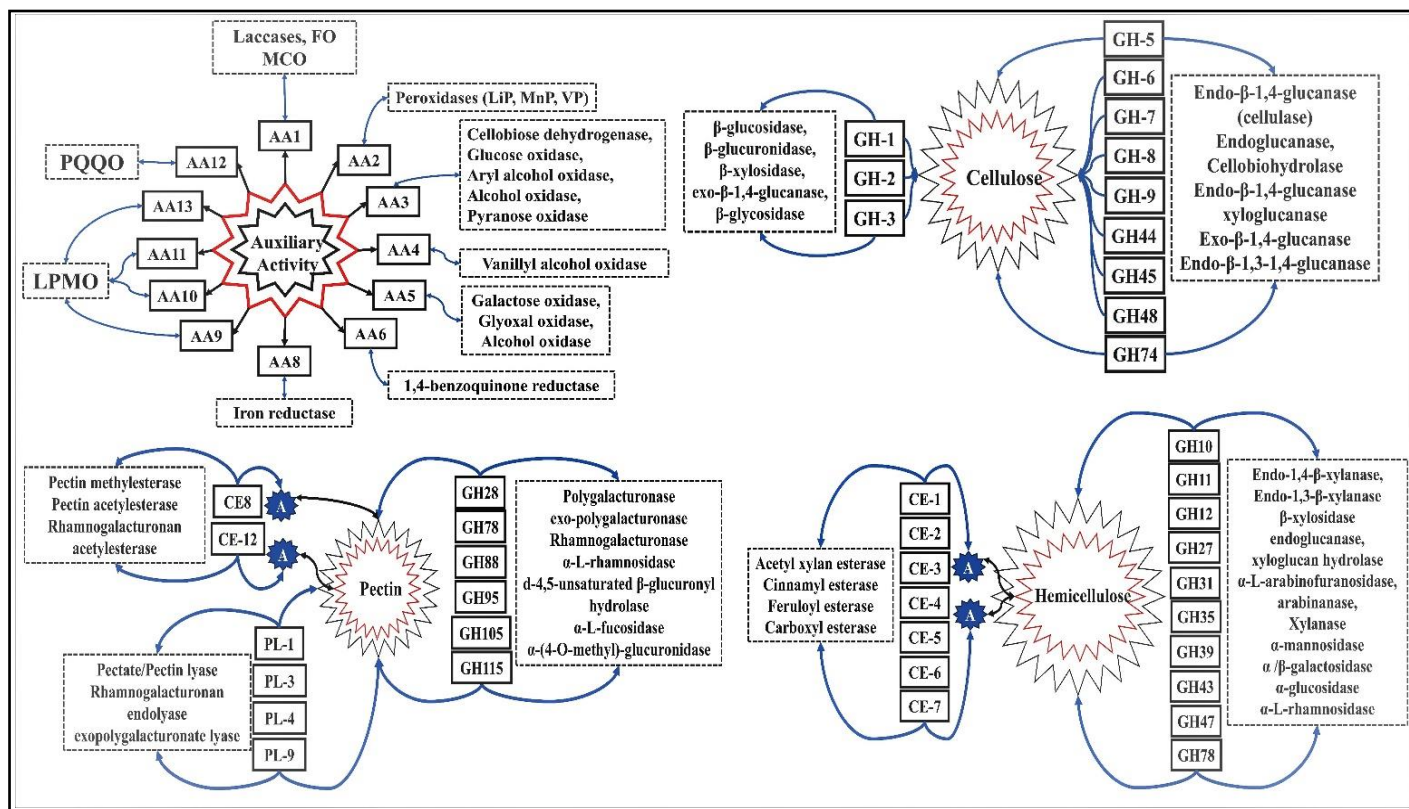 Laccases, FO
MCO
Peroxidases (LiP, MnP, VP)
AA1
AA2
Cellobiose dehydrogenase,
Glucose oxidase,
Aryl alcohol oxidase,
Alcohol oxidase,
Pyranose oxidase
PQQO
AA12
AA3
AA13
Auxiliary
Activity
AA4
Vanillyl alcohol oxidase
LPMO
AA11
AA10
AA5
Galactose oxidase,
Glyoxal oxidase,
Alcohol oxidase
AA9
AA8
AA6
1,4-benzoquinone reductase
Iron reductase
β-glucosidase,
β-glucuronidase,
β-xylosidase,
exo-β-1,4-glucanase,
β-glycosidase
GH-1
GH-2
GH-3
Cellulose
GH-5
GH-6
GH-7
GH-8
GH-9
GH44
GH45
GH48
GH74
Endo-β-1,4-glucanase
(cellulase)
Endoglucanase,
Cellobiohydrolase
Endo-β-1,4-glucanase
xyloglucanase
Exo-β-1,4-glucanase
Endo-β-1,3-1,4-glucanase
Pectin methylesterase
Pectin acetylesterase
Rhamnogalacturonan
acetylesterase
CE8
CE-12
A
A
Pectin
GH28
GH78
GH88
GH95
GH105
GH115
Polygalacturonase
exo-polygalacturonase
Rhamnogalacturonase
α-L-rhamnosidase
d-4,5-unsaturated β-glucuronyl
hydrolase
α-L-fucosidase
α-(4-O-methyl)-glucuronidase
Pectate/Pectin lyase
Rhamnogalacturonan
endolyase
exopolygalacturonate lyase
PL-1
PL-3
PL-4
PL-9
Acetyl xylan esterase
Cinnamyl esterase
Feruloyl esterase
Carboxyl esterase
CE-1
CE-2
CE-3
CE-4
CE-5
CE-6
CE-7
A
A
Hemicellulose
GH10
GH11
GH12
GH27
GH31
GH35
GH39
GH43
GH47
GH78
Endo-1,4-β-xylanase,
Endo-1,3-β-xylanase
β-xylosidase
endoglucanase,
xyloglucan hydrolase
α-L-arabinofuranosidase,
arabinanase,
Xylanase
α-mannosidase
α /β-galactosidase
α-glucosidase
α-L-rhamnosidase